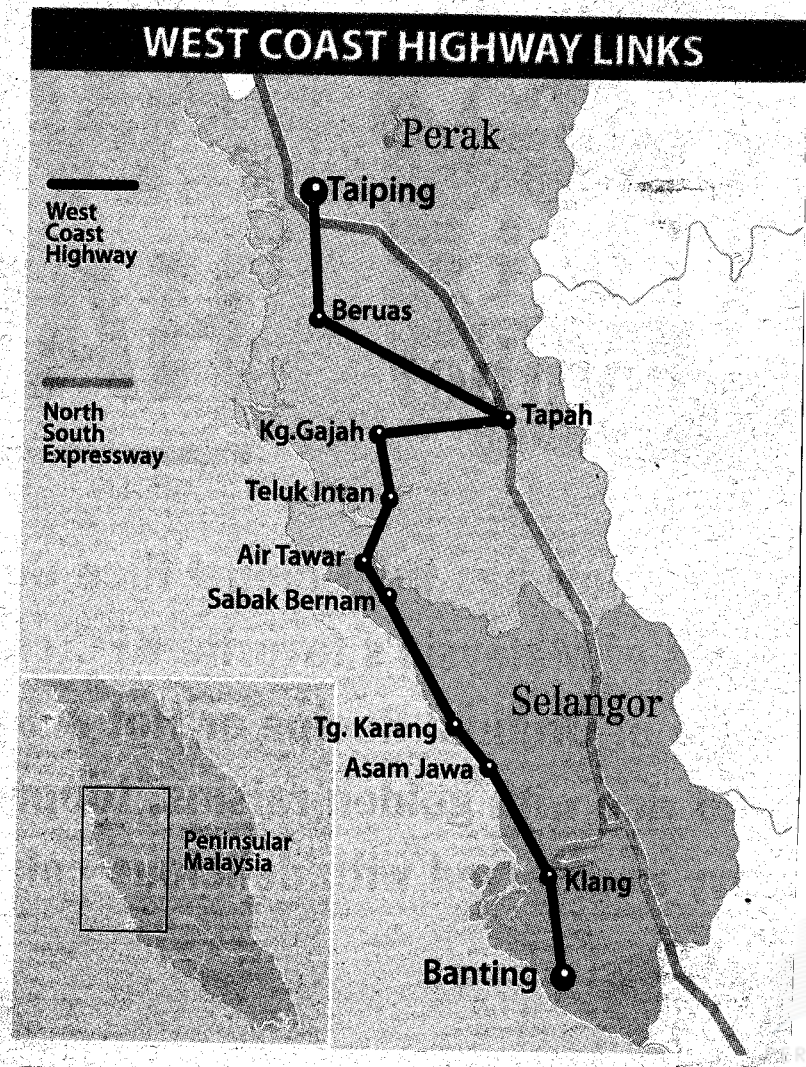 WEST COAST HIGHWAY LINKS
Perak
Taiping
West
Coast
Highway
Beruas
North
South
Expressway
Tapah
Kg.Gajah
Teluk Intan
Air Tawar
Sabak Bernam
Selangor
Tg. Karang
Asam Jawa
Peninsular
Malaysia
Klang
Banting